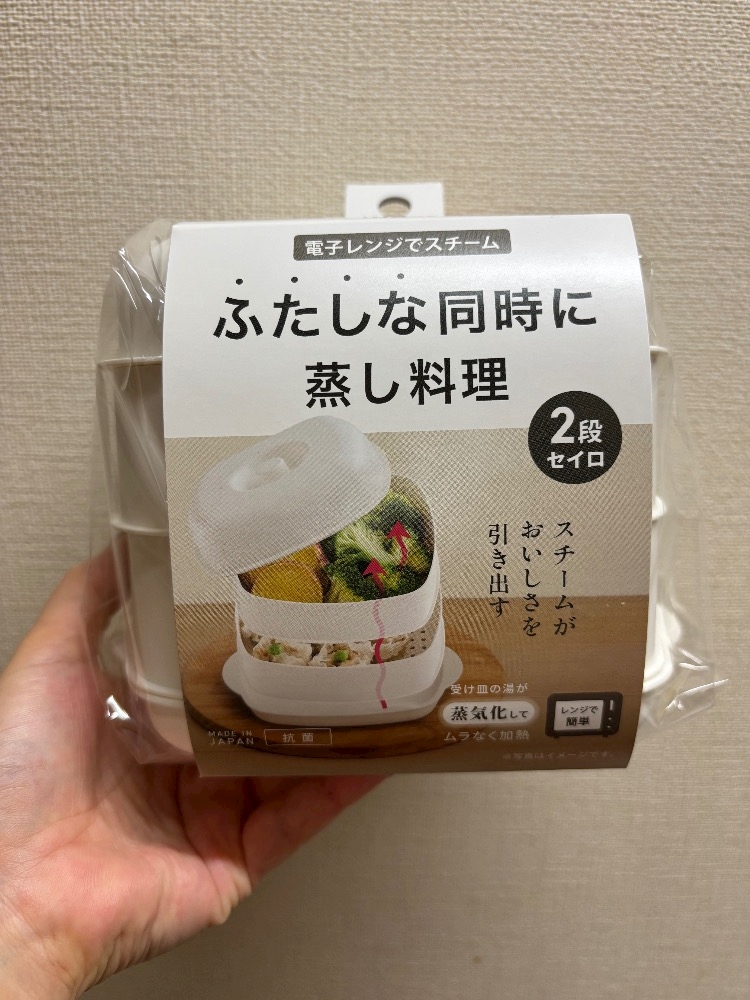 電子レンジでスチーム
ふたしな同時に
蒸し料理
2段
セイロ
スチームが
おいしさを
引き出す
受け皿の湯が
蒸気化して
ムラなく加熱
レンジで
簡単
MADE IN
JAPAN
抗菌
※写真はイメージです。